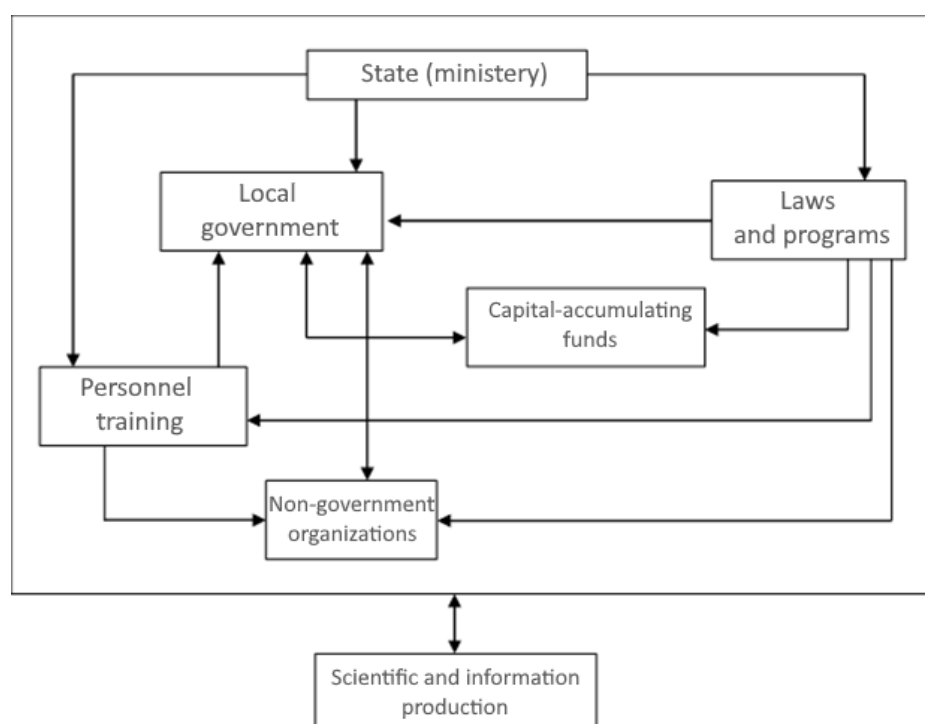 State (ministery)
Local
government
Laws
and programs
Capital-accumulating
funds
Personnel
training
Non-government
organizations
Scientific and information
production